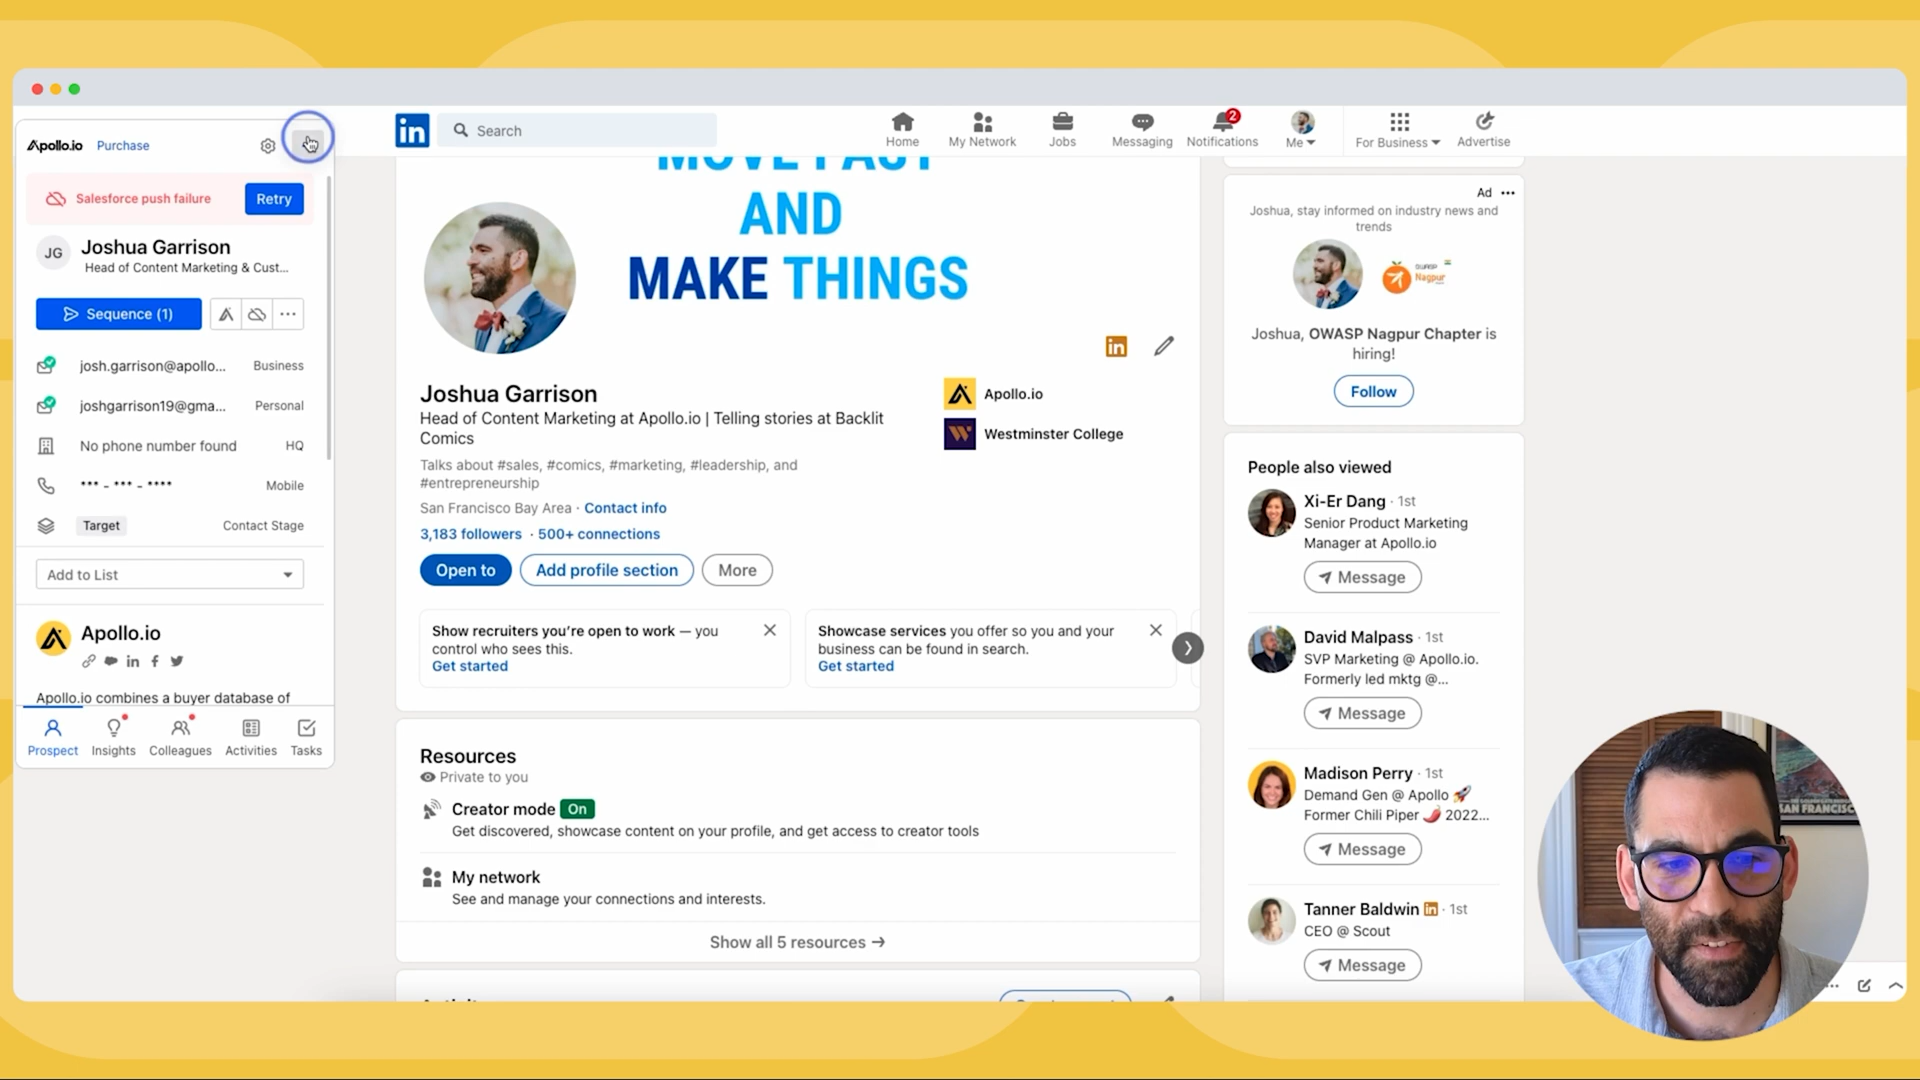 Apollo.io Purchase
Salesforce push failure
Retry
JG
Joshua Garrison
Head of Content Marketing & Cust...
Sequence (1)
josh.garrison@apollo... Business
joshgarrison19@gma... Personal
No phone number found HQ
*** - *** - **** Mobile
Target Contact Stage
Add to List
Apollo.io
Apollo.io combines a buyer database of
Prospect
Insights
Colleagues
Activities
Tasks
in
Search
Home
My Network
Jobs
Messaging
2
Notifications
Me
For Business
Advertise
MOVE FAST
AND
MAKE THINGS
in
Joshua Garrison
Head of Content Marketing at Apollo.io | Telling stories at Backlit
Comics
Talks about #sales, #comics, #marketing, #leadership, and
#entrepreneurship
San Francisco Bay Area · Contact info
3,183 followers · 500+ connections
Apollo.io
Westminster College
Open to
Add profile section
More
Show recruiters you're open to work — you
control who sees this.
Get started
Showcase services you offer so you and your
business can be found in search.
Get started
Resources
Private to you
Creator mode On
Get discovered, showcase content on your profile, and get access to creator tools
My network
See and manage your connections and interests.
Show all 5 resources →
Ad ...
Joshua, stay informed on industry news and
trends
OWASP
Nagpur
Joshua, OWASP Nagpur Chapter is
hiring!
Follow
People also viewed
Xi-Er Dang · 1st
Senior Product Marketing
Manager at Apollo.io
Message
David Malpass · 1st
SVP Marketing @ Apollo.io.
Formerly led mktg @...
Message
Madison Perry · 1st
Demand Gen @ Apollo 🚀
Former Chili Piper 🌶️ 2022...
Message
Tanner Baldwin in · 1st
CEO @ Scout
Message
SAN FRANCISC